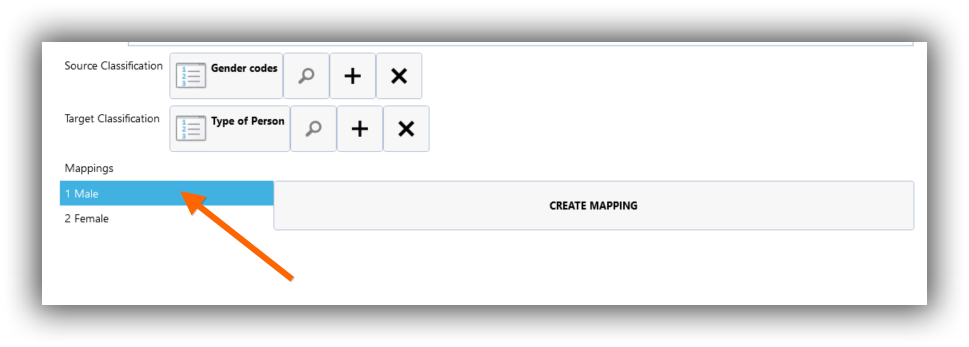 Source Classification
Gender codes
Target Classification
Type of Person
Mappings
1 Male
CREATE MAPPING
2 Female